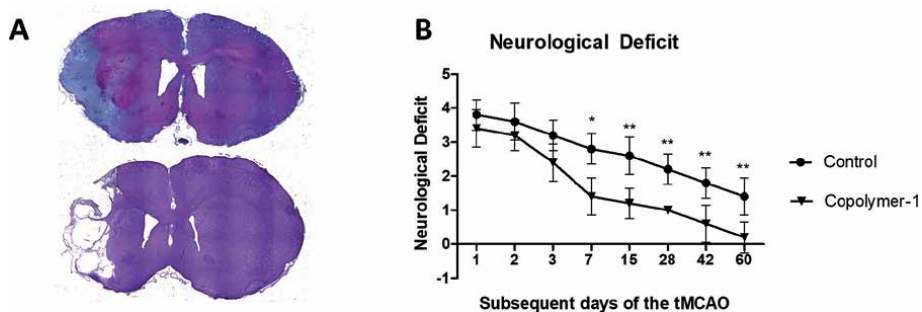 A
B
Neurological Deficit
Neurological Deficit
5
4
3
2
1
0
-1
* ** ** ** **
1 2 3 7 15 28 42 60
Subsequent days of the tMCAO
Control
Copolymer-1